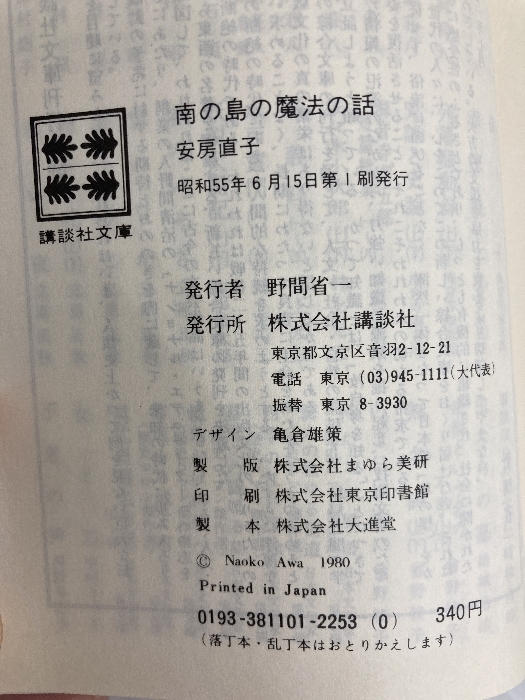 南の島の魔法の話
安房直子
昭和55年6月15日第1刷発行
講談社文庫
発行者 野間省一
発行所 株式会社講談社
東京都文京区音羽2-12-21
電話 東京 (03)945-1111(大代表)
振替 東京 8-3930
デザイン 亀倉雄策
製版 株式会社まゆら美研
印刷 株式会社東京印書館
製本 株式会社大進堂
© Naoko Awa 1980
Printed in Japan
0193-381101-2253 (0) 340円
(落丁本・乱丁本はおとりかえします)